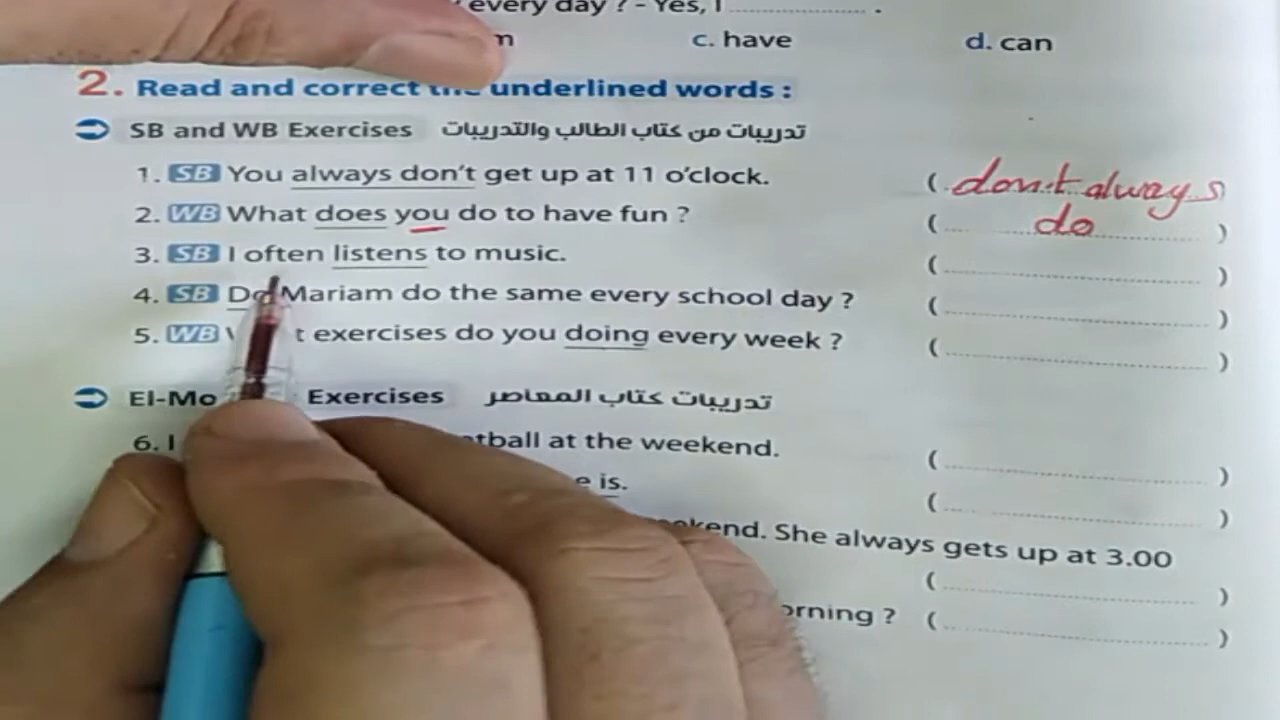 every day ? - Yes, I .................. .
c. have d. can
2. Read and correct the underlined words :
SB and WB Exercises تدريبات من كتاب الطالب والتدريبات
1. SB You always don't get up at 11 o'clock. ( don't always
2. WB What does you do to have fun ? ( do )
3. SB I often listens to music. ( )
4. SB Do Mariam do the same every school day ? ( )
5. WB exercises do you doing every week ? ( )
El-Mo Exercises تدريبات كتاب المعاصر
6. I at the weekend. ( )
is. ( )
She always gets up at 3.00
( )
? ( )